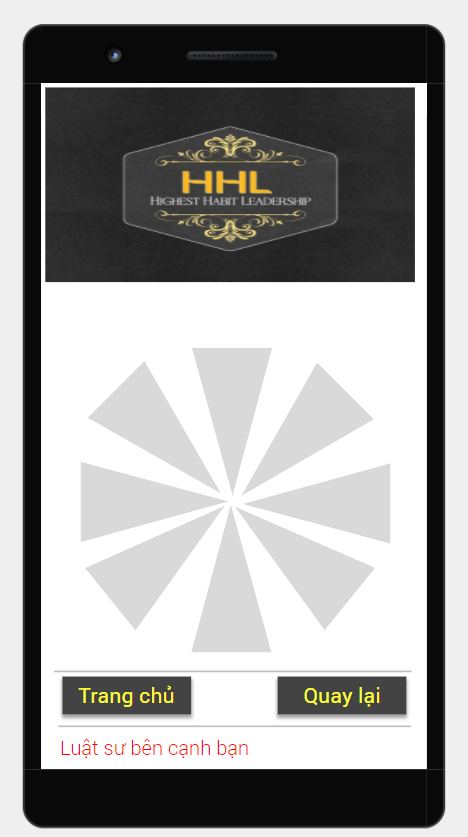 HHL
HIGHEST HABIT LEADERSHIP
Trang chủ
Quay lại
Luật sư bên cạnh bạn